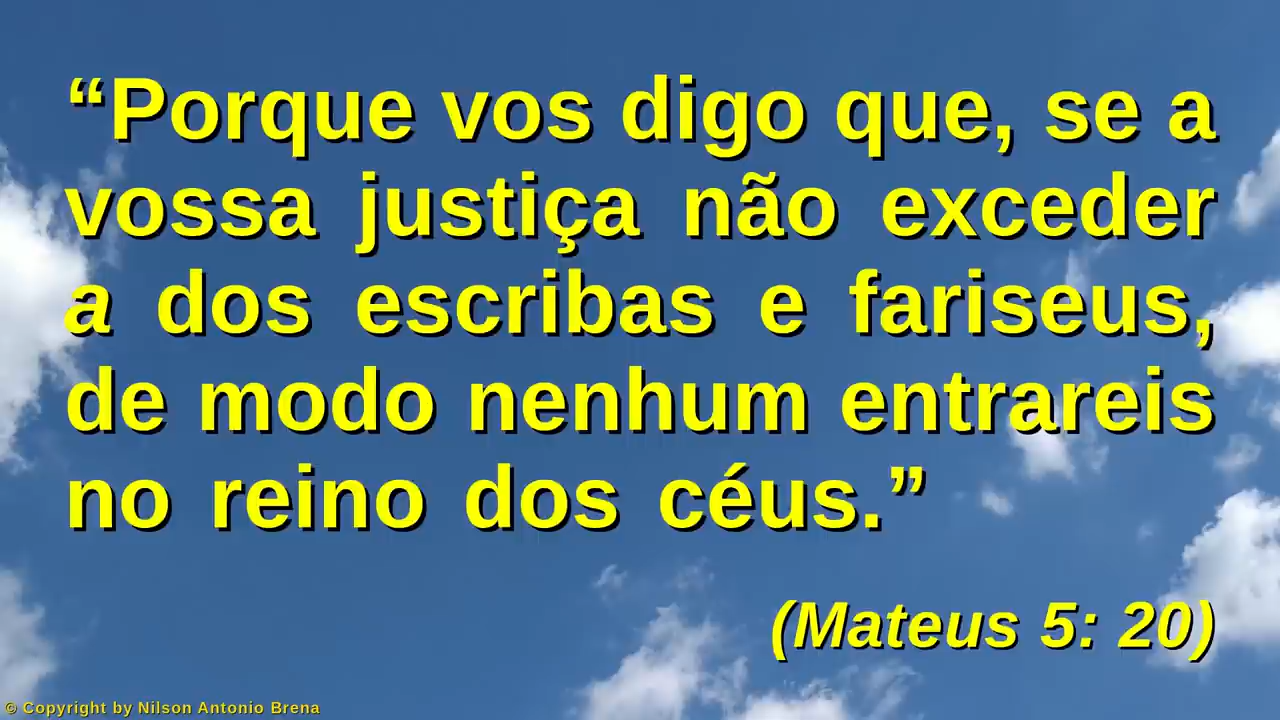 “Porque vos digo que, se a
vossa justiça não exceder
a dos escribas e fariseus,
de modo nenhum entrareis
no reino dos céus.”
(Mateus 5: 20)
© Copyright by Nilson Antonio Brena